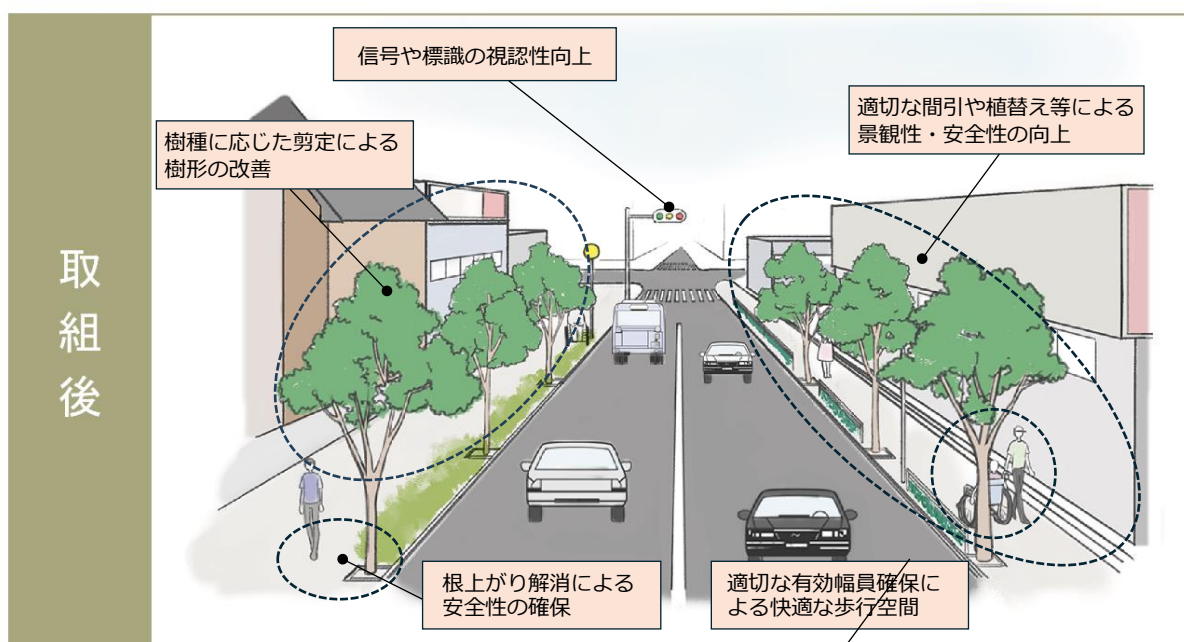 取組後
信号や標識の視認性向上
樹種に応じた剪定による
樹形の改善
適切な間引や植替え等による
景観性・安全性の向上
根上がり解消による
安全性の確保
適切な有効幅員確保に
よる快適な歩行空間